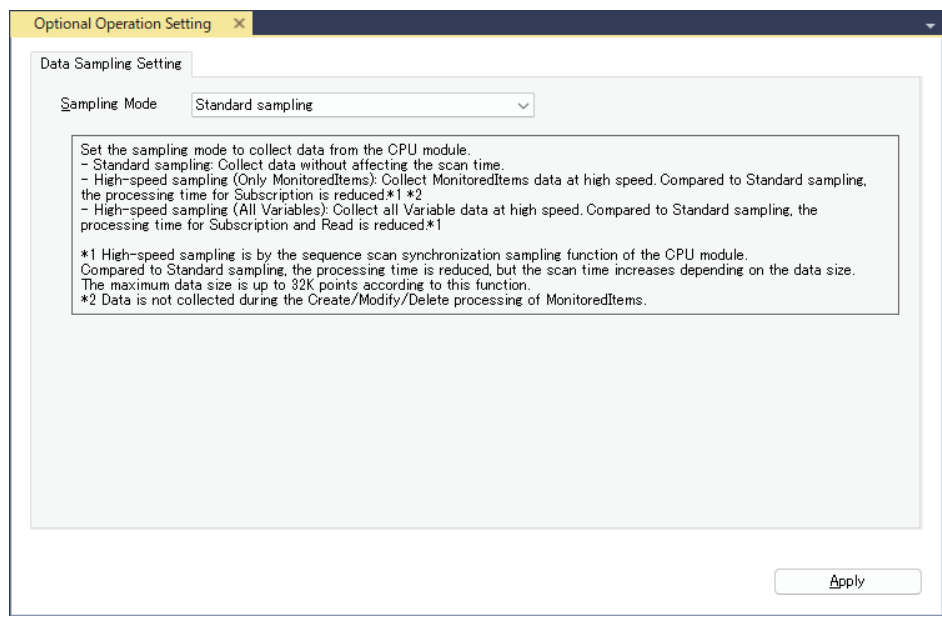 Optional Operation Setting
Data Sampling Setting
Sampling Mode Standard sampling
Set the sampling mode to collect data from the CPU module.
- Standard sampling: Collect data without affecting the scan time.
- High-speed sampling (Only MonitoredItems): Collect MonitoredItems data at high speed. Compared to Standard sampling,
the processing time for Subscription is reduced.*1 *2
- High-speed sampling (All Variables): Collect all Variable data at high speed. Compared to Standard sampling, the
processing time for Subscription and Read is reduced.*1
*1 High-speed sampling is by the sequence scan synchronization sampling function of the CPU module.
Compared to Standard sampling, the processing time is reduced, but the scan time increases depending on the data size.
The maximum data size is up to 32K points according to this function.
*2 Data is not collected during the Create/Modify/Delete processing of MonitoredItems.
Apply